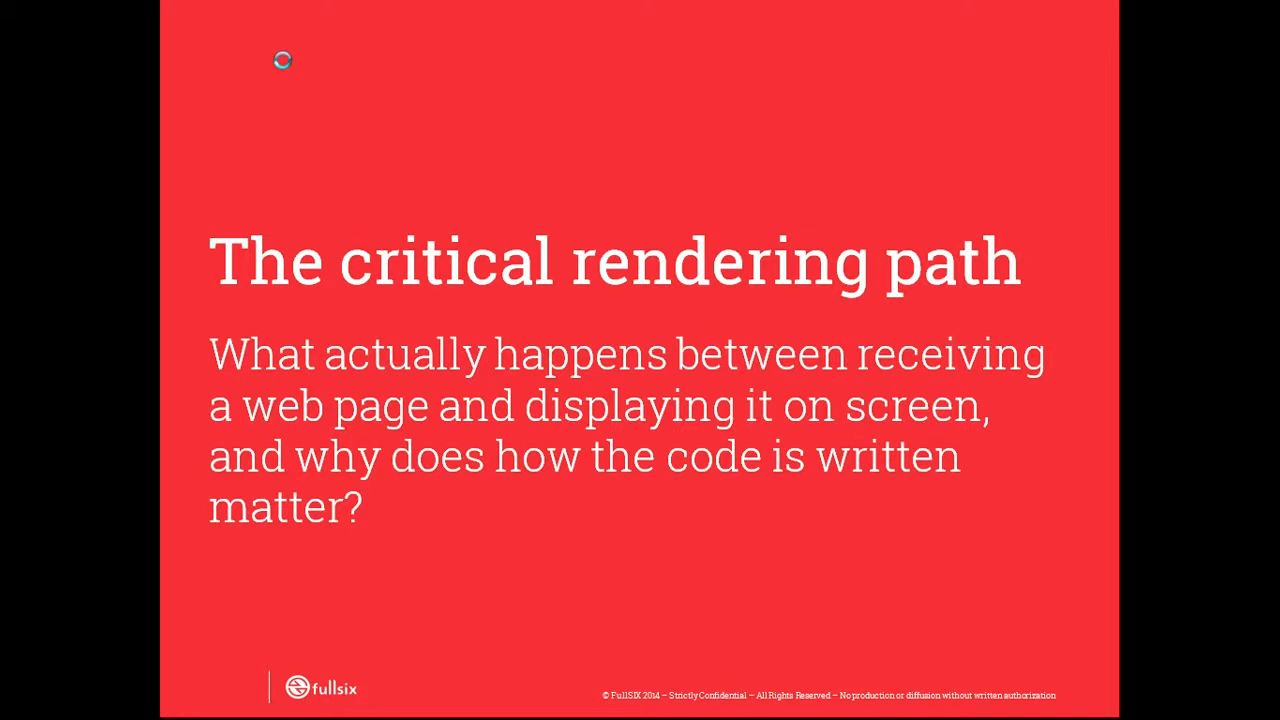 The critical rendering path
What actually happens between receiving
a web page and displaying it on screen,
and why does how the code is written
matter?
fullsix
© FullSIX 2014 – Strictly Confidential – All Rights Reserved – No production or diffusion without written authorization